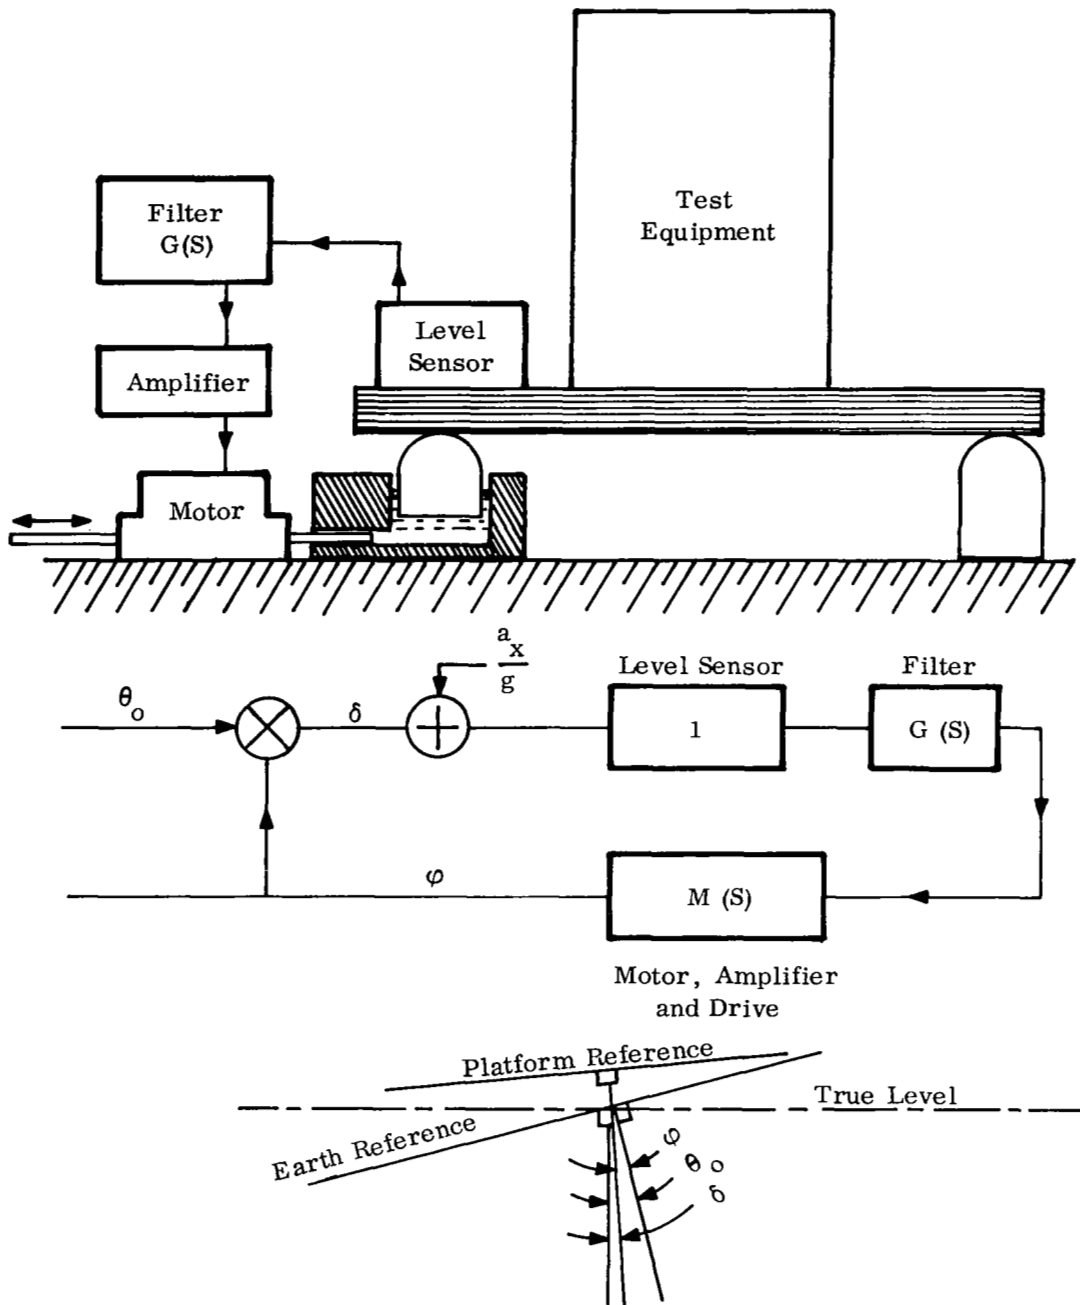 Test
Equipment
Filter
G(S)
Level
Sensor
Amplifier
Motor
a
x
g
θ
o
δ
Level Sensor
Filter
1
G (S)
φ
M (S)
Motor, Amplifier
and Drive
Platform Reference
True Level
Earth Reference
φ
θ o
δ